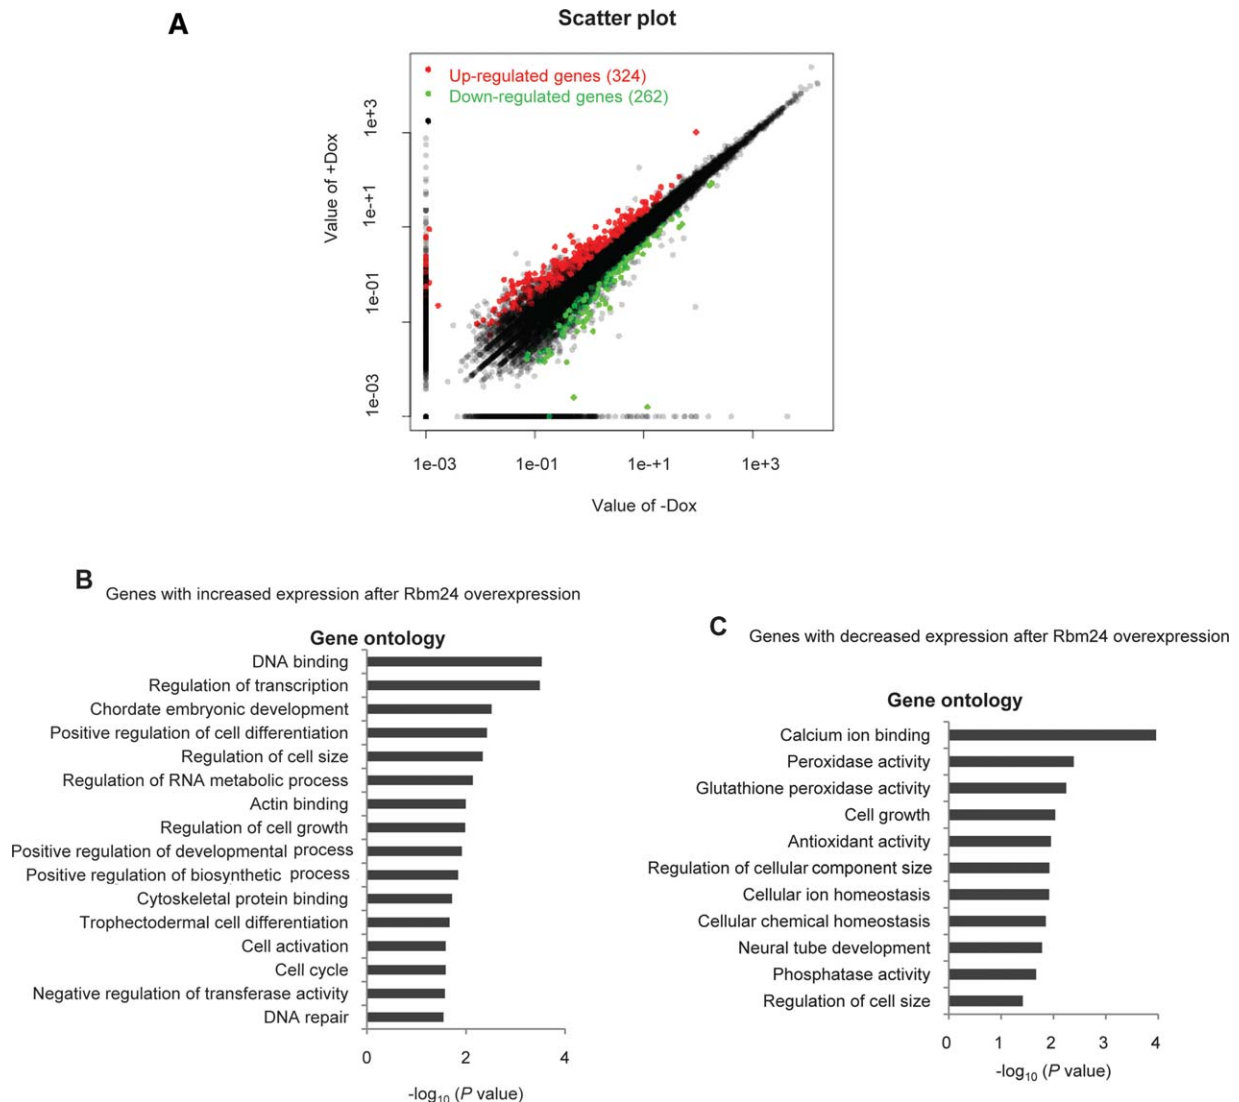 A
Scatter plot
Up-regulated genes (324)
Down-regulated genes (262)
Value of +Dox
1e+3
1e-+1
1e-01
1e-03
1e-03
1e-01
1e-+1
1e+3
Value of -Dox
B
Genes with increased expression after Rbm24 overexpression
Gene ontology
DNA binding
Regulation of transcription
Chordate embryonic development
Positive regulation of cell differentiation
Regulation of cell size
Regulation of RNA metabolic process
Actin binding
Regulation of cell growth
Positive regulation of developmental process
Positive regulation of biosynthetic process
Cytoskeletal protein binding
Trophectodermal cell differentiation
Cell activation
Cell cycle
Negative regulation of transferase activity
DNA repair
0 2 4
-log10 (P value)
C
Genes with decreased expression after Rbm24 overexpression
Gene ontology
Calcium ion binding
Peroxidase activity
Glutathione peroxidase activity
Cell growth
Antioxidant activity
Regulation of cellular component size
Cellular ion homeostasis
Cellular chemical homeostasis
Neural tube development
Phosphatase activity
Regulation of cell size
0 1 2 3 4
-log10 (P value)